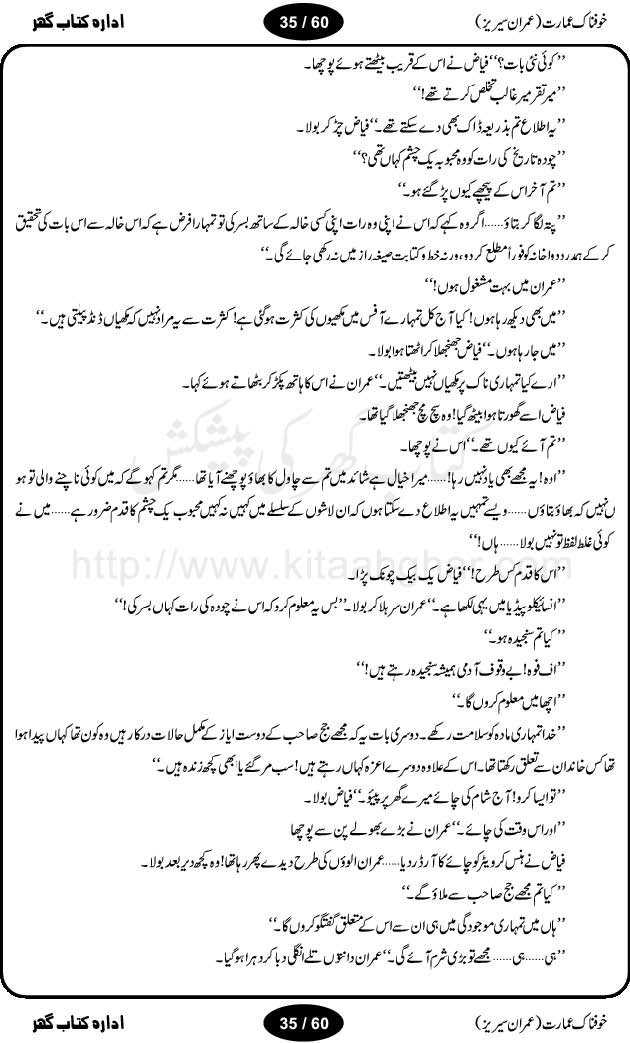 خوفناک عمارت (عمران سیریز)
35 / 60
ادارہ کتاب گھر
’’کوئی نئی بات؟‘‘ فیاض نے اس کے قریب بیٹھتے ہوئے پوچھا۔
’’میر تقر میر غالب تخلص کرتے تھے!‘‘
’’یہ اطلاع تم بذریعہ ڈاک بھی دے سکتے تھے۔‘‘ فیاض چڑ کر بولا۔
’’چودہ تاریخ کی رات کو وہ محبوبہ یک چشم کہاں تھی؟‘‘
’’تم آخر اس کے پیچھے کیوں پڑ گئے ہو۔‘‘
’’پتہ لگا کر بتاؤ……اگر وہ کہے کہ اس نے اپنی وہ رات اپنی کسی خالہ کے ساتھ بسر کی تو تمہارا فرض ہے کہ اس خالہ سے اس بات کی تحقیق
کر کے ہمدرد دواخانہ کو فوراً مطلع کر دو، ورنہ خط و کتابت صیغہ راز میں نہ رکھی جائے گی۔‘‘
’’عمران میں بہت مشغول ہوں!‘‘
’’میں بھی دیکھ رہا ہوں! کیا آج کل تمہارے آفس میں مکھیوں کی کثرت ہو گئی ہے! کثرت سے یہ مراد نہیں کہ مکھیاں ڈنڈ پیلتی ہیں۔‘‘
’’میں جا رہا ہوں۔‘‘ فیاض جھنجھلا کر اٹھتا ہوا بولا۔
’’ارے کیا تمہاری ناک پر مکھیاں نہیں بیٹھتیں۔‘‘ عمران نے اس کا ہاتھ پکڑ کر بٹھاتے ہوئے کہا۔
فیاض اسے گھورتا ہوا بیٹھ گیا! وہ سچ مچ جھنجھلا گیا تھا۔
’’تم آئے کیوں تھے۔‘‘ اس نے پوچھا۔
’’اوہ! یہ مجھے بھی یاد نہیں رہا!……میرا خیال ہے شائد میں تم سے چاول کا بھاؤ پوچھنے آیا تھا……مگر تم کہو گے کہ میں کوئی ناچنے والی تو ہو
ں نہیں کہ بھاؤ بتاؤں……ویسے تمہیں یہ اطلاع دے سکتا ہوں کہ ان لاشوں کے سلسلے میں کہیں نہ کہیں محبوب یک چشم کا قدم ضرور ہے……میں نے
کوئی غلط لفظ تو نہیں بولا……ہاں!‘‘
’’اس کا قدم کس طرح!‘‘ فیاض یک بیک چونک پڑا۔
’’انسائیکلو پیڈیا میں یہی لکھا ہے۔‘‘ عمران سر ہلا کر بولا۔ ’’بس یہ معلوم کرو کہ اس نے چودہ کی رات کہاں بسر کی!‘‘
’’کیا تم سنجیدہ ہو۔‘‘
’’اف فوہ! بے وقوف آدمی ہمیشہ سنجیدہ رہتے ہیں!‘‘
’’اچھا میں معلوم کروں گا۔‘‘
’’خدا تمہاری مادہ کو سلامت رکھے۔ دوسری بات یہ کہ مجھے جج صاحب کے دوست ایاز کے مکمل حالات درکار ہیں وہ کون تھا کہاں پیدا ہوا
تھا کس خاندان سے تعلق رکھتا تھا۔ اس کے علاوہ دوسرے اعزہ کہاں رہتے ہیں! سب مر گئے یا ابھی کچھ زندہ ہیں۔‘‘
’’تو ایسا کرو! آج شام کی چائے میرے گھر پر پیئو۔‘‘ فیاض بولا۔
’’اور اس وقت کی چائے۔‘‘ عمران نے بڑے بھولے پن سے پوچھا
فیاض نے ہنس کر ویٹر کو چائے کا آرڈر دیا……عمران الوؤں کی طرح دیدے پھر رہا تھا! وہ کچھ دیر بعد بولا۔
’’کیا تم مجھے جج صاحب سے ملاؤ گے۔‘‘
’’ہاں میں تمہاری موجودگی میں ہی ان سے اس کے متعلق گفتگو کروں گا۔‘‘
’’ہی……ہی……مجھے تو بڑی شرم آئے گی۔‘‘ عمران دانتوں تلے انگلی دبا کر دہرا ہو گیا۔
کتاب گھر کی پیشکش
http://www.kitaabghar.com
خوفناک عمارت (عمران سیریز)
35 / 60
ادارہ کتاب گھر